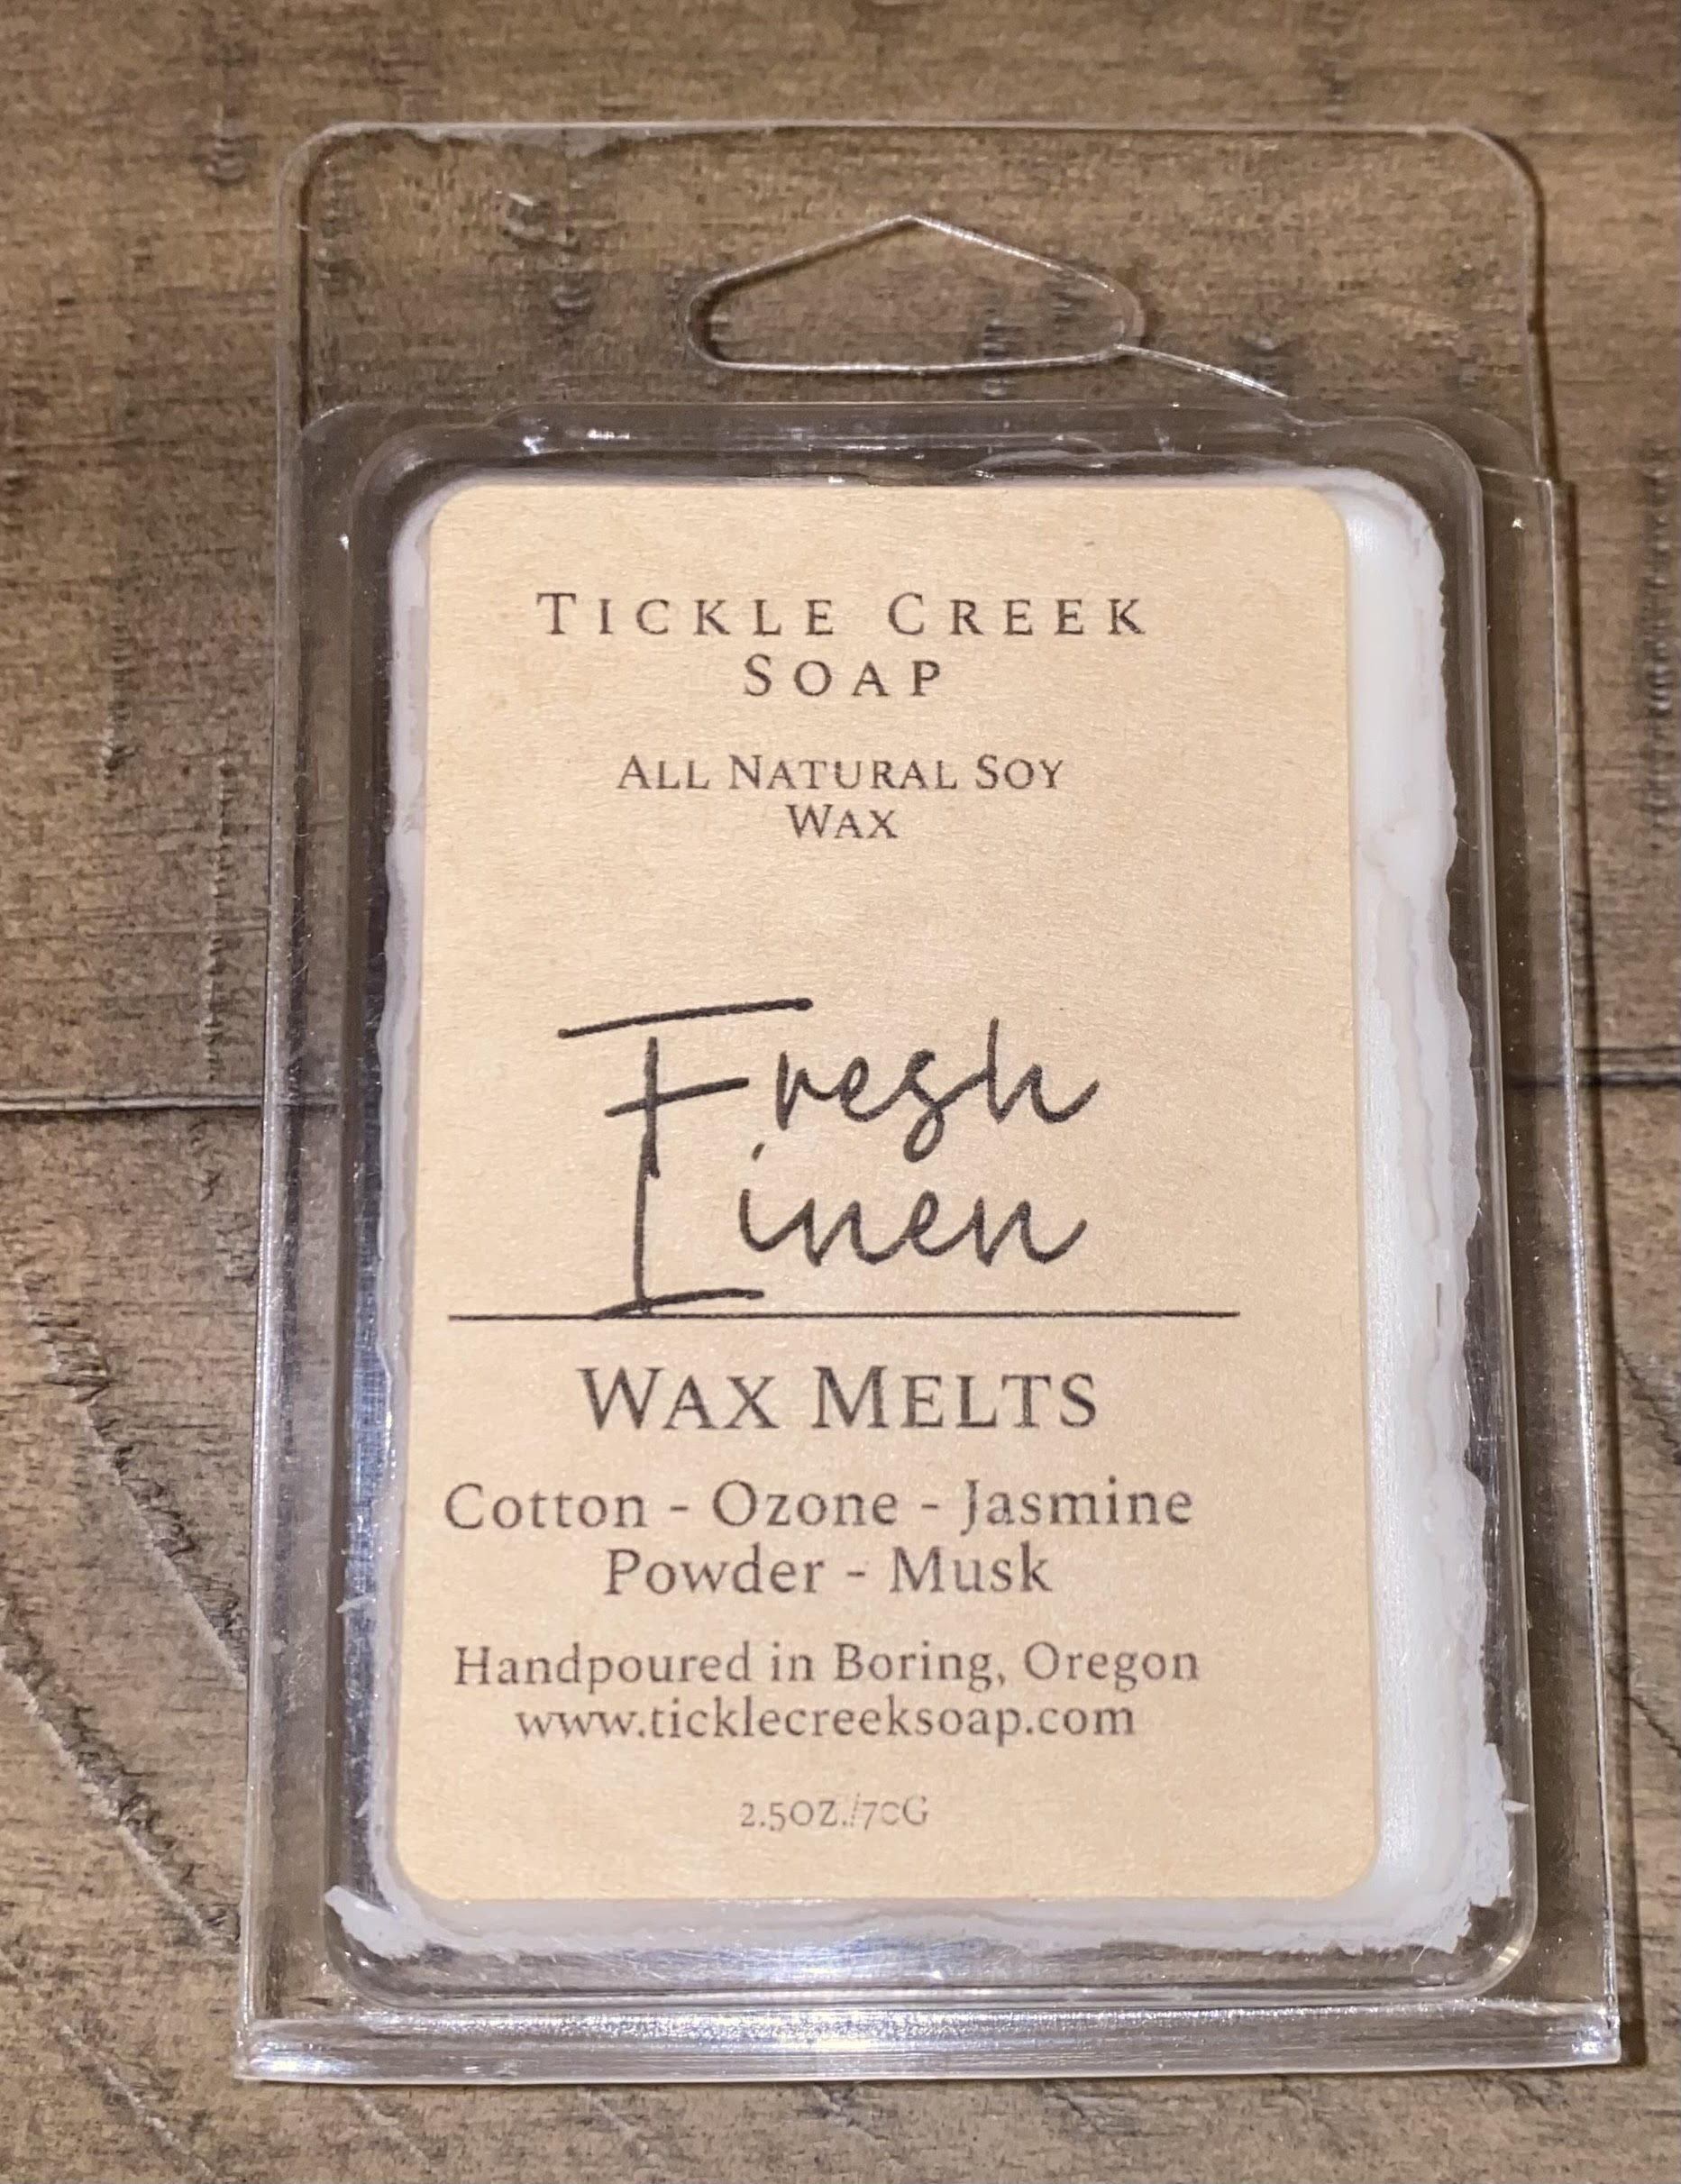 TICKLE CREEK
SOAP
ALL NATURAL SOY
WAX
Fresh
Linen
WAX MELTS
Cotton - Ozone - Jasmine
Powder - Musk
Handpoured in Boring, Oregon
www.ticklecreeksoap.com
2.5OZ./70G